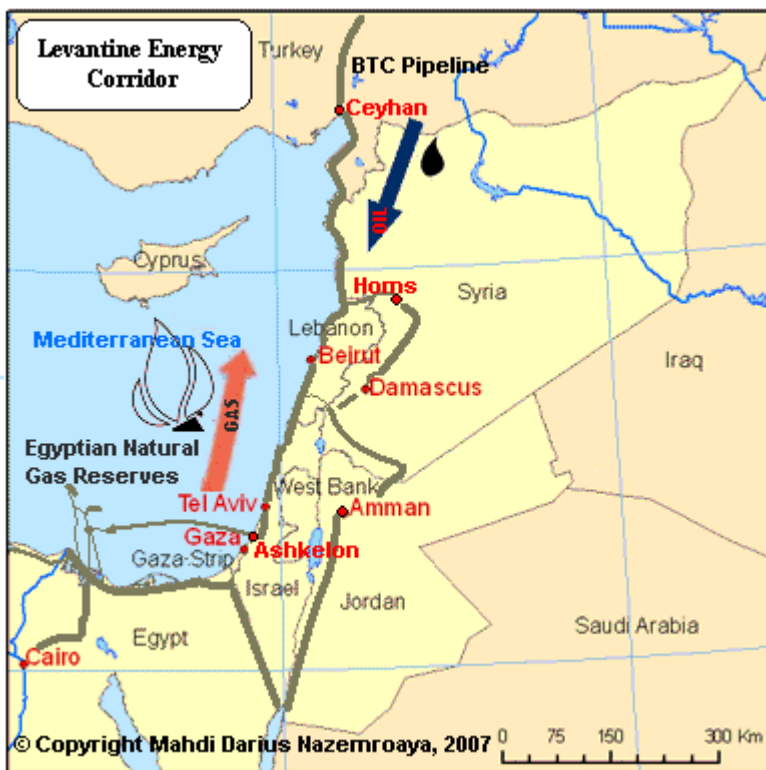 Levantine Energy
Corridor
Turkey
BTC Pipeline
Ceyhan
OIL
Cyprus
Homs
Syria
Mediterranean Sea
Lebanon
Beirut
Iraq
Damascus
GAS
Egyptian Natural
Gas Reserves
West Bank
Tel Aviv
Amman
Gaza
Ashkelon
Gaza-Strip
Israel
Jordan
Saudi Arabia
Egypt
Cairo
© Copyright Mahdi Darius Nazemroaya, 2007
0 75 150 300 Km